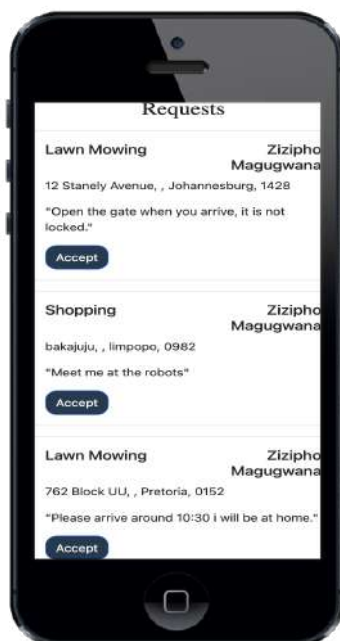 Requests
Lawn Mowing Zizipho
Magugwana
12 Stanely Avenue, , Johannesburg, 1428
"Open the gate when you arrive, it is not
locked."
Accept
Shopping Zizipho
Magugwana
bakajuju, , limpopo, 0982
"Meet me at the robots"
Accept
Lawn Mowing Zizipho
Magugwana
762 Block UU, , Pretoria, 0152
"Please arrive around 10:30 i will be at home."
Accept